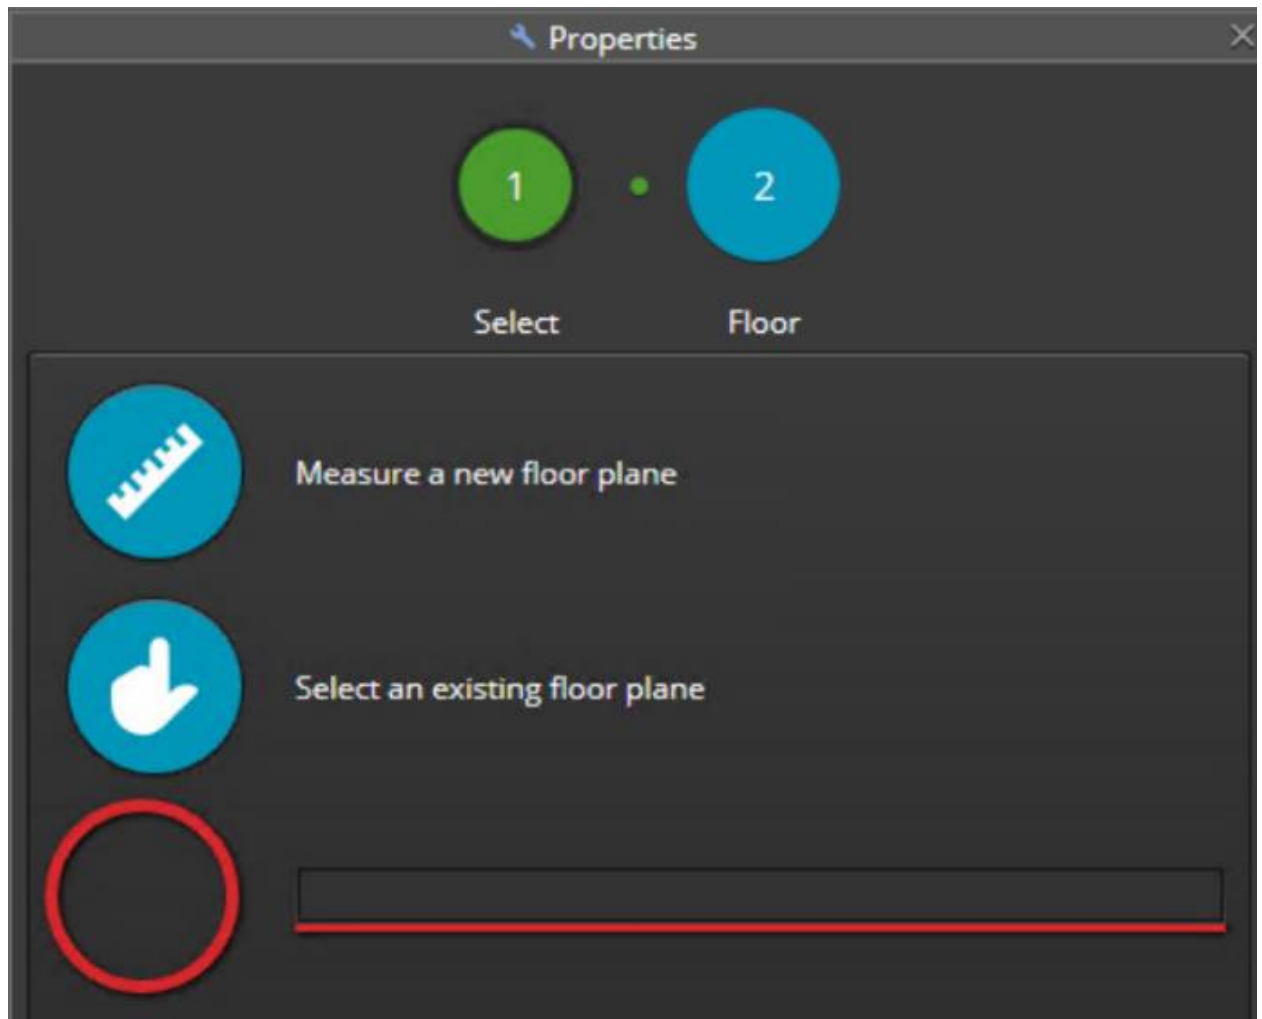 Properties
1
2
Select
Floor
Measure a new floor plane
Select an existing floor plane